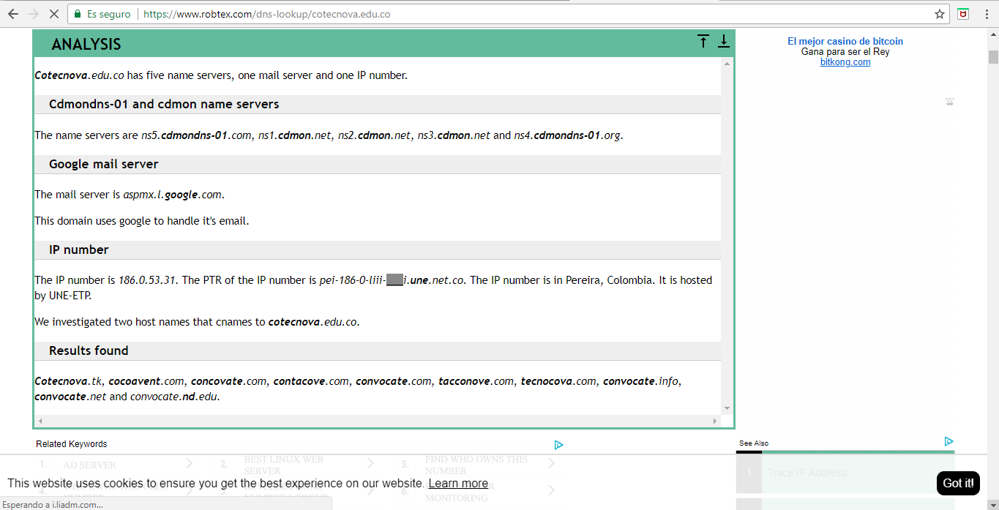 Es seguro | https://www.robtex.com/dns-lookup/cotecnova.edu.co
ANALYSIS
Cotecnova.edu.co has five name servers, one mail server and one IP number.
Cdmondns-01 and cdmon name servers
The name servers are ns5.cdmondns-01.com, ns1.cdmon.net, ns2.cdmon.net, ns3.cdmon.net and ns4.cdmondns-01.org.
Google mail server
The mail server is aspmx.l.google.com.
This domain uses google to handle it's email.
IP number
The IP number is 186.0.53.31. The PTR of the IP number is pei-186-0-liii- i.une.net.co. The IP number is in Pereira, Colombia. It is hosted
by UNE-ETP.
We investigated two host names that cnames to cotecnova.edu.co.
Results found
Cotecnova.tk, cocoavent.com, concovate.com, contacove.com, convocate.com, tacconove.com, tecnocova.com, convocate.info,
convocate.net and convocate.nd.edu.
El mejor casino de bitcoin
Gana para ser el Rey
bitkong.com
Related Keywords
1. AD SERVER
2. BEST LINUX WEB
SERVER
3. FIND WHO OWNS THIS
NUMBER
MONITORING
See Also
1 Trace IP Address
This website uses cookies to ensure you get the best experience on our website. Learn more
Got it!
Esperando a i.liadm.com...